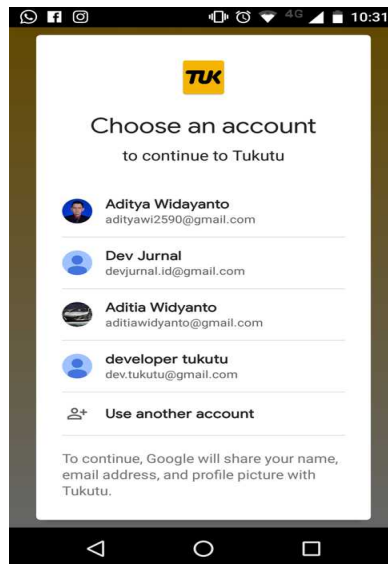 4G 10:31
TUK
Choose an account
to continue to Tukutu
Aditya Widayanto
adityawi2590@gmail.com
Dev Jurnal
devjurnal.id@gmail.com
Aditia Widyanto
aditiawidyanto@gmail.com
developer tukutu
dev.tukutu@gmail.com
Use another account
To continue, Google will share your name,
email address, and profile picture with
Tukutu.